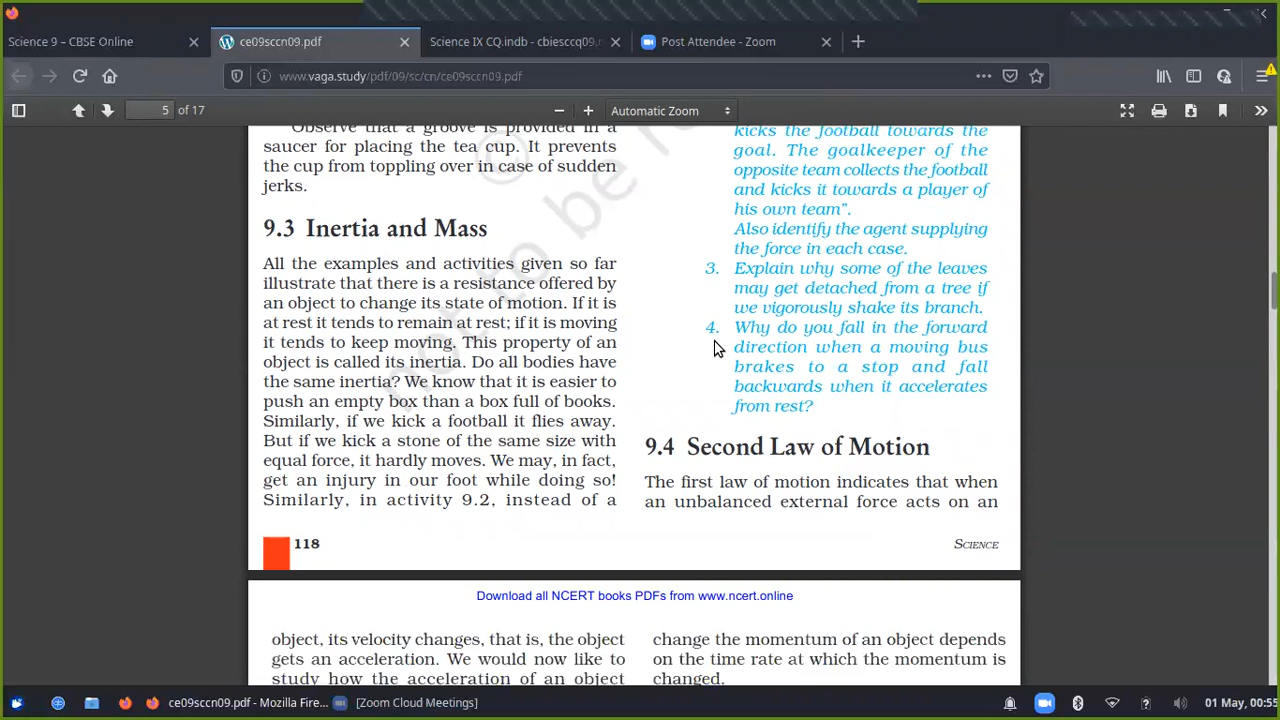 Science 9 – CBSE Online
ce09sccn09.pdf
Science IX CQ.indb - cbiesccq09.
Post Attendee - Zoom
www.vaga.study/pdf/09/sc/cn/ce09sccn09.pdf
5 of 17
Automatic Zoom
Observe that a groove is provided in a
saucer for placing the tea cup. It prevents
the cup from toppling over in case of sudden
jerks.
9.3 Inertia and Mass
All the examples and activities given so far
illustrate that there is a resistance offered by
an object to change its state of motion. If it is
at rest it tends to remain at rest; if it is moving
it tends to keep moving. This property of an
object is called its inertia. Do all bodies have
the same inertia? We know that it is easier to
push an empty box than a box full of books.
Similarly, if we kick a football it flies away.
But if we kick a stone of the same size with
equal force, it hardly moves. We may, in fact,
get an injury in our foot while doing so!
Similarly, in activity 9.2, instead of a
kicks the football towards the
goal. The goalkeeper of the
opposite team collects the football
and kicks it towards a player of
his own team”.
Also identify the agent supplying
the force in each case.
3. Explain why some of the leaves
may get detached from a tree if
we vigorously shake its branch.
4. Why do you fall in the forward
direction when a moving bus
brakes to a stop and fall
backwards when it accelerates
from rest?
9.4 Second Law of Motion
The first law of motion indicates that when
an unbalanced external force acts on an
© not to be re
118
SCIENCE
Download all NCERT books PDFs from www.ncert.online
object, its velocity changes, that is, the object
gets an acceleration. We would now like to
study how the acceleration of an object
change the momentum of an object depends
on the time rate at which the momentum is
changed.
ce09sccn09.pdf - Mozilla Fire...
[Zoom Cloud Meetings]
01 May, 00:55